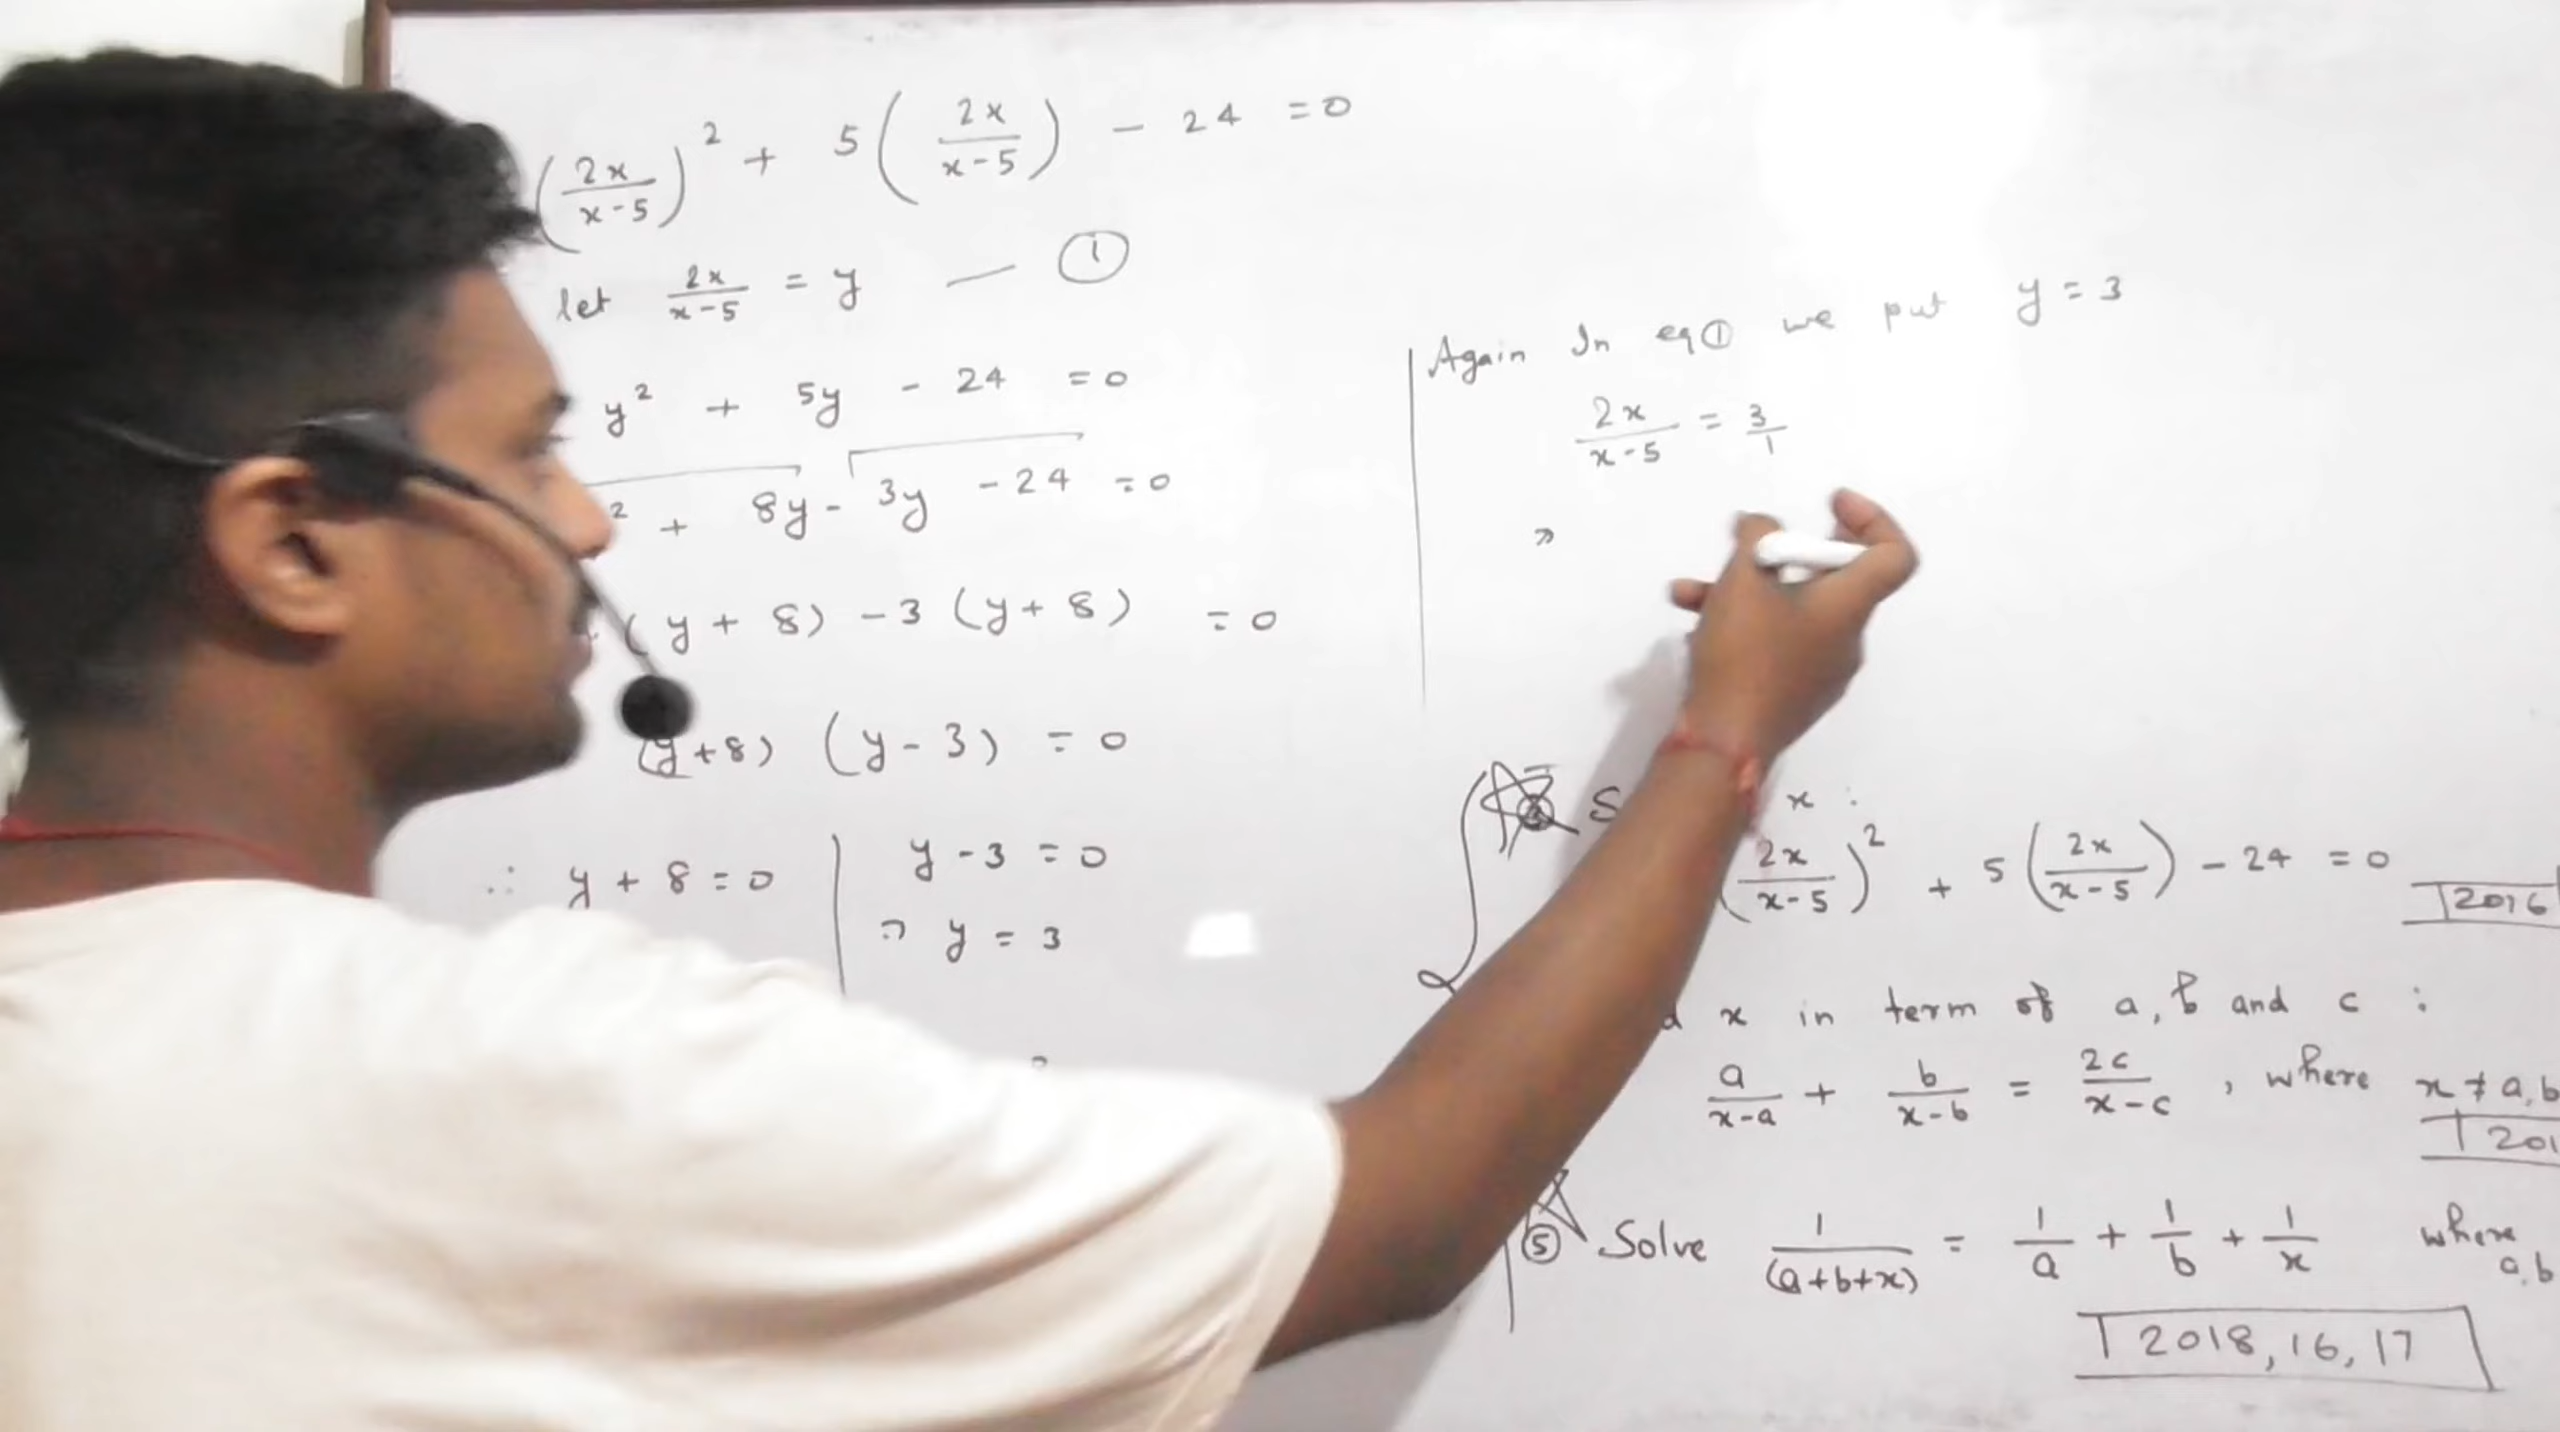 (2x/(x-5))² + 5(2x/(x-5)) - 24 = 0
let 2x/(x-5) = y — ①
y² + 5y - 24 = 0
² + 8y - 3y - 24 = 0
(y + 8) - 3(y + 8) = 0
(y+8) (y-3) = 0
∴ y + 8 = 0
y - 3 = 0
⇒ y = 3
Again In eq① we put y = 3
2x/(x-5) = 3/1
⇒
x :
(2x/(x-5))² + 5(2x/(x-5)) - 24 = 0
2016
x in term of a, b and c :
a/(x-a) + b/(x-b) = 2c/(x-c) , where x ≠ a, b
201
⑤ Solve 1/(a+b+x) = 1/a + 1/b + 1/x where
a, b
2018, 16, 17